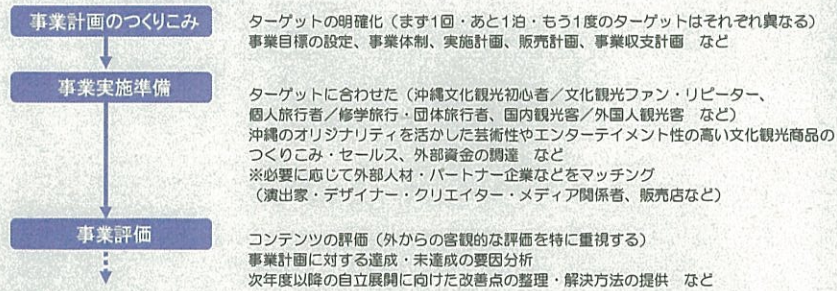 事業計画のつくりこみ
ターゲットの明確化（まず1回・あと1泊・もう1度のターゲットはそれぞれ異なる）
事業目標の設定、事業体制、実施計画、販売計画、事業収支計画　など
事業実施準備
ターゲットに合わせた（沖縄文化観光初心者／文化観光ファン・リピーター、
個人旅行者／修学旅行・団体旅行者、国内観光客／外国人観光客　など）
沖縄のオリジナリティを活かした芸術性やエンターテイメント性の高い文化観光商品の
つくりこみ・セールス、外部資金の調達　など
※必要に応じて外部人材・パートナー企業などをマッチング
（演出家・デザイナー・クリエイター・メディア関係者、販売店など）
事業評価
コンテンツの評価（外からの客観的な評価を特に重視する）
事業計画に対する達成・未達成の要因分析
次年度以降の自立展開に向けた改善点の整理・解決方法の提供　など